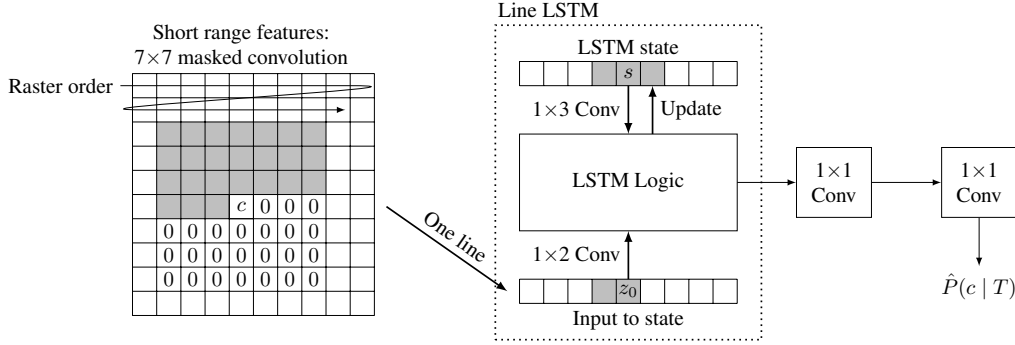 Short range features:
7×7 masked convolution
Raster order
c 0 0 0
0 0 0 0 0 0 0
0 0 0 0 0 0 0
0 0 0 0 0 0 0
One line
Line LSTM
LSTM state
s
1×3 Conv
Update
LSTM Logic
1×2 Conv
z₀
Input to state
1×1
Conv
1×1
Conv
P̂(c | T)